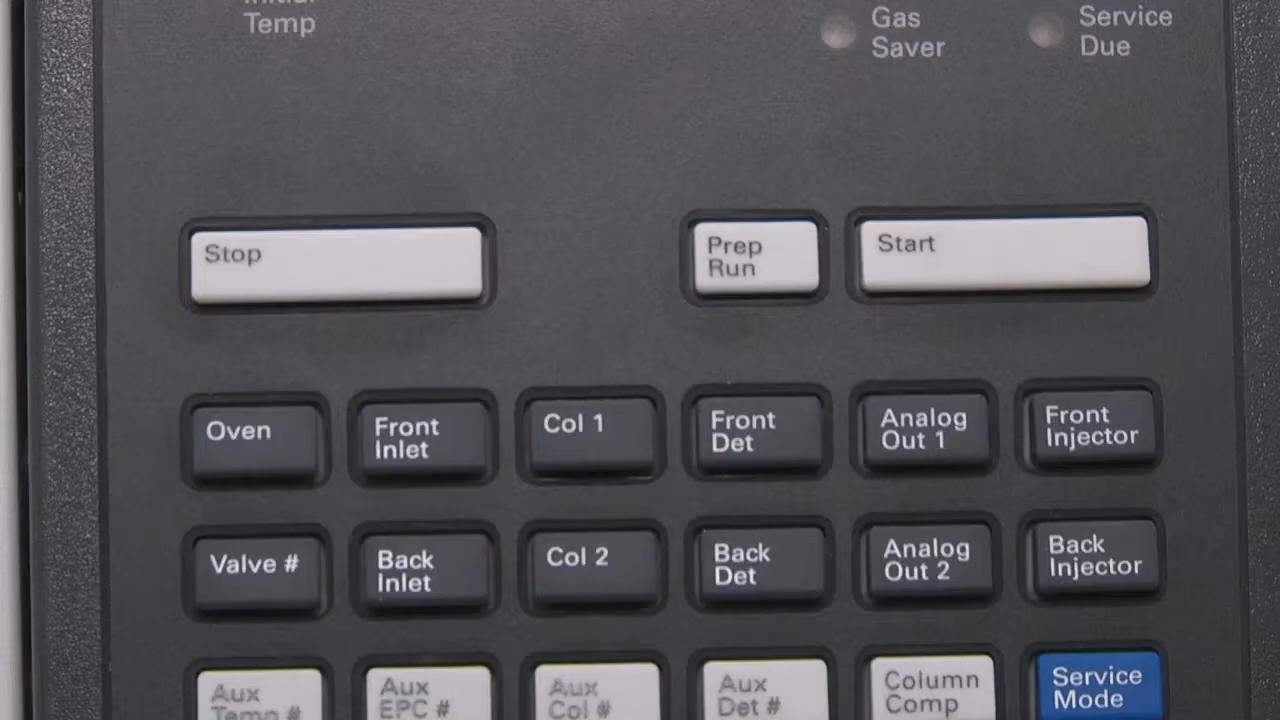 Initial
Temp
Gas
Saver
Service
Due
Stop
Prep
Run
Start
Oven
Front
Inlet
Col 1
Front
Det
Analog
Out 1
Front
Injector
Valve #
Back
Inlet
Col 2
Back
Det
Analog
Out 2
Back
Injector
Aux
Temp #
Aux
EPC #
Aux
Col #
Aux
Det #
Column
Comp
Service
Mode